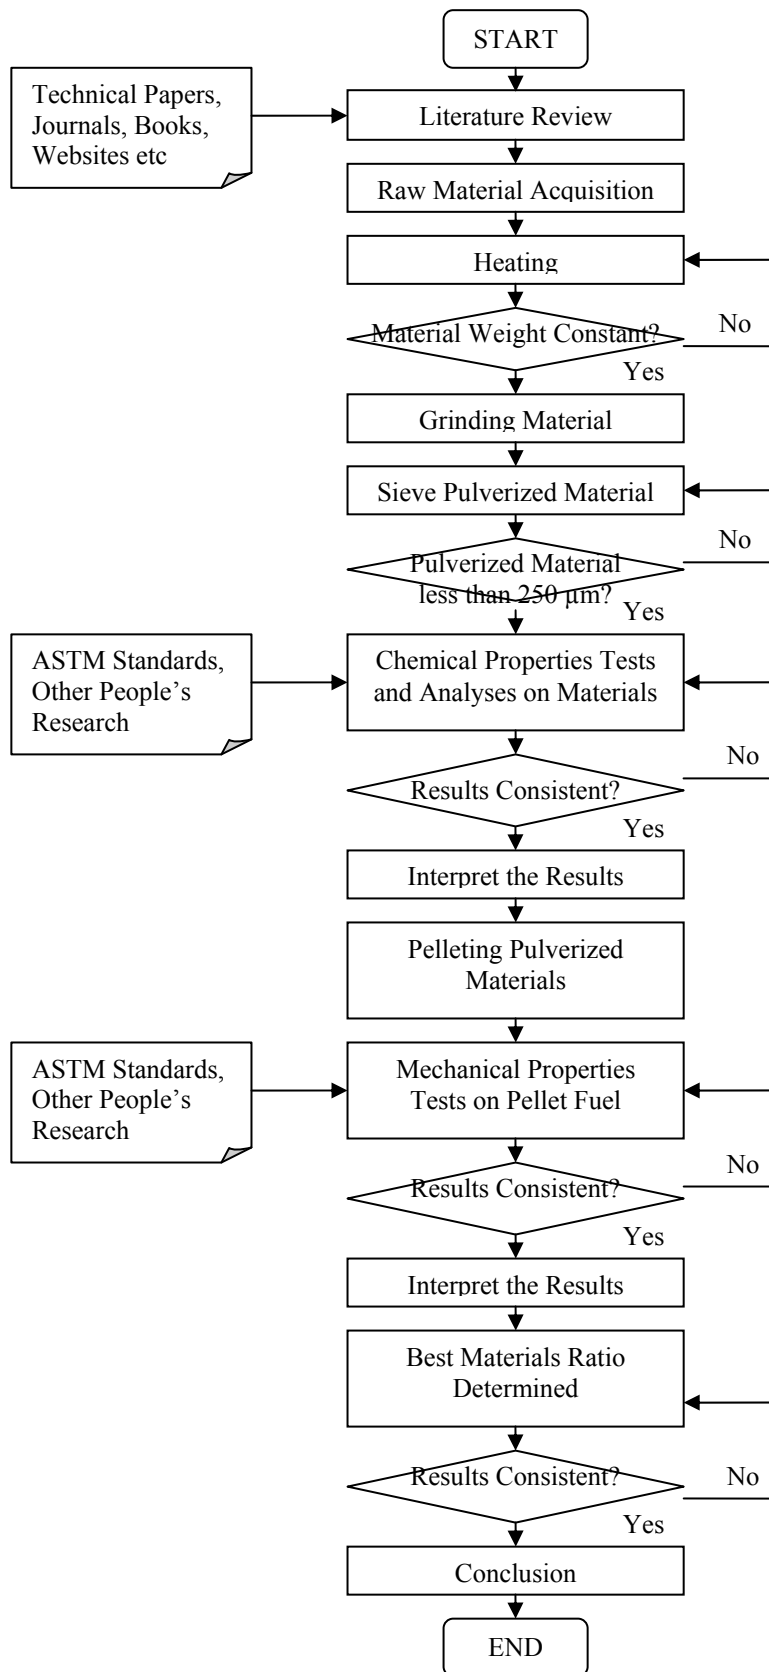 START
Technical Papers,
Journals, Books,
Websites etc
Literature Review
Raw Material Acquisition
Heating
Material Weight Constant?
No
Yes
Grinding Material
Sieve Pulverized Material
No
Pulverized Material
less than 250 µm?
Yes
ASTM Standards,
Other People’s
Research
Chemical Properties Tests
and Analyses on Materials
No
Results Consistent?
Yes
Interpret the Results
Pelleting Pulverized
Materials
ASTM Standards,
Other People’s
Research
Mechanical Properties
Tests on Pellet Fuel
No
Results Consistent?
Yes
Interpret the Results
Best Materials Ratio
Determined
Results Consistent?
No
Yes
Conclusion
END